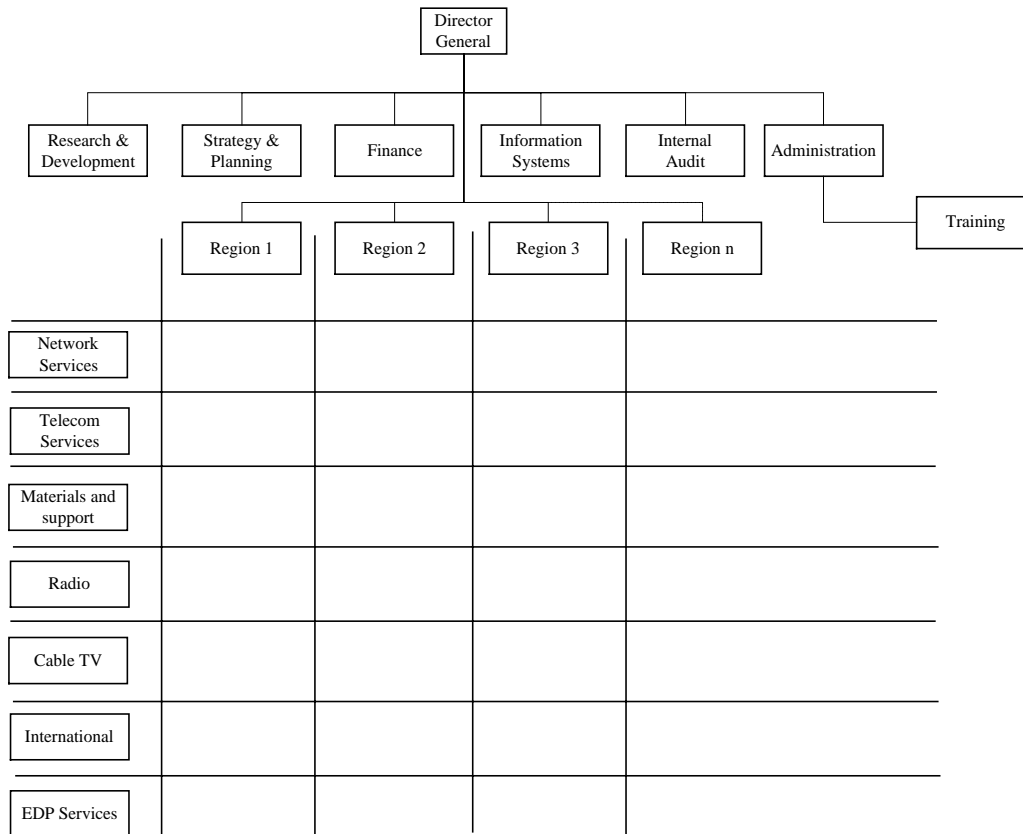 Director
General
Research &
Development
Strategy &
Planning
Finance
Information
Systems
Internal
Audit
Administration
Training
Region 1
Region 2
Region 3
Region n
Network
Services
Telecom
Services
Materials and
support
Radio
Cable TV
International
EDP Services